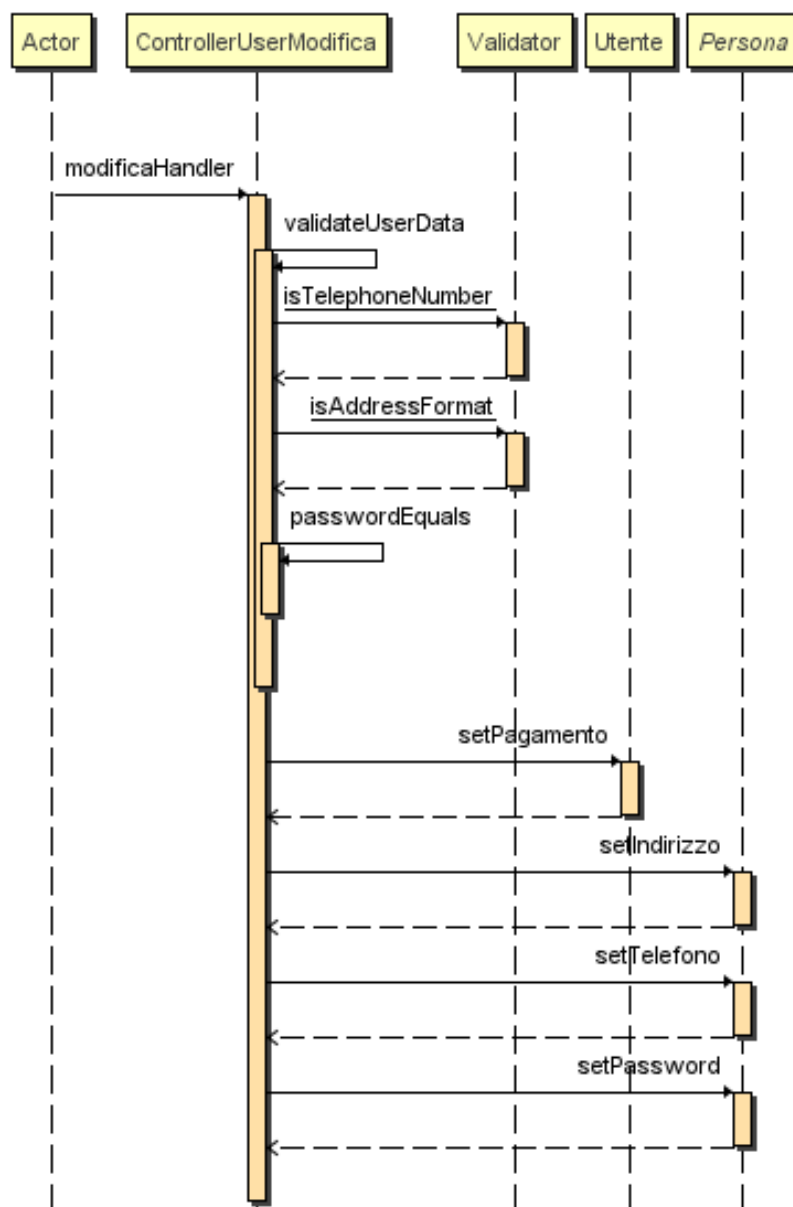 Actor
ControllerUserModifica
Validator
Utente
Persona
modificaHandler
validateUserData
isTelephoneNumber
isAddressFormat
passwordEquals
setPagamento
setIndirizzo
setTelefono
setPassword